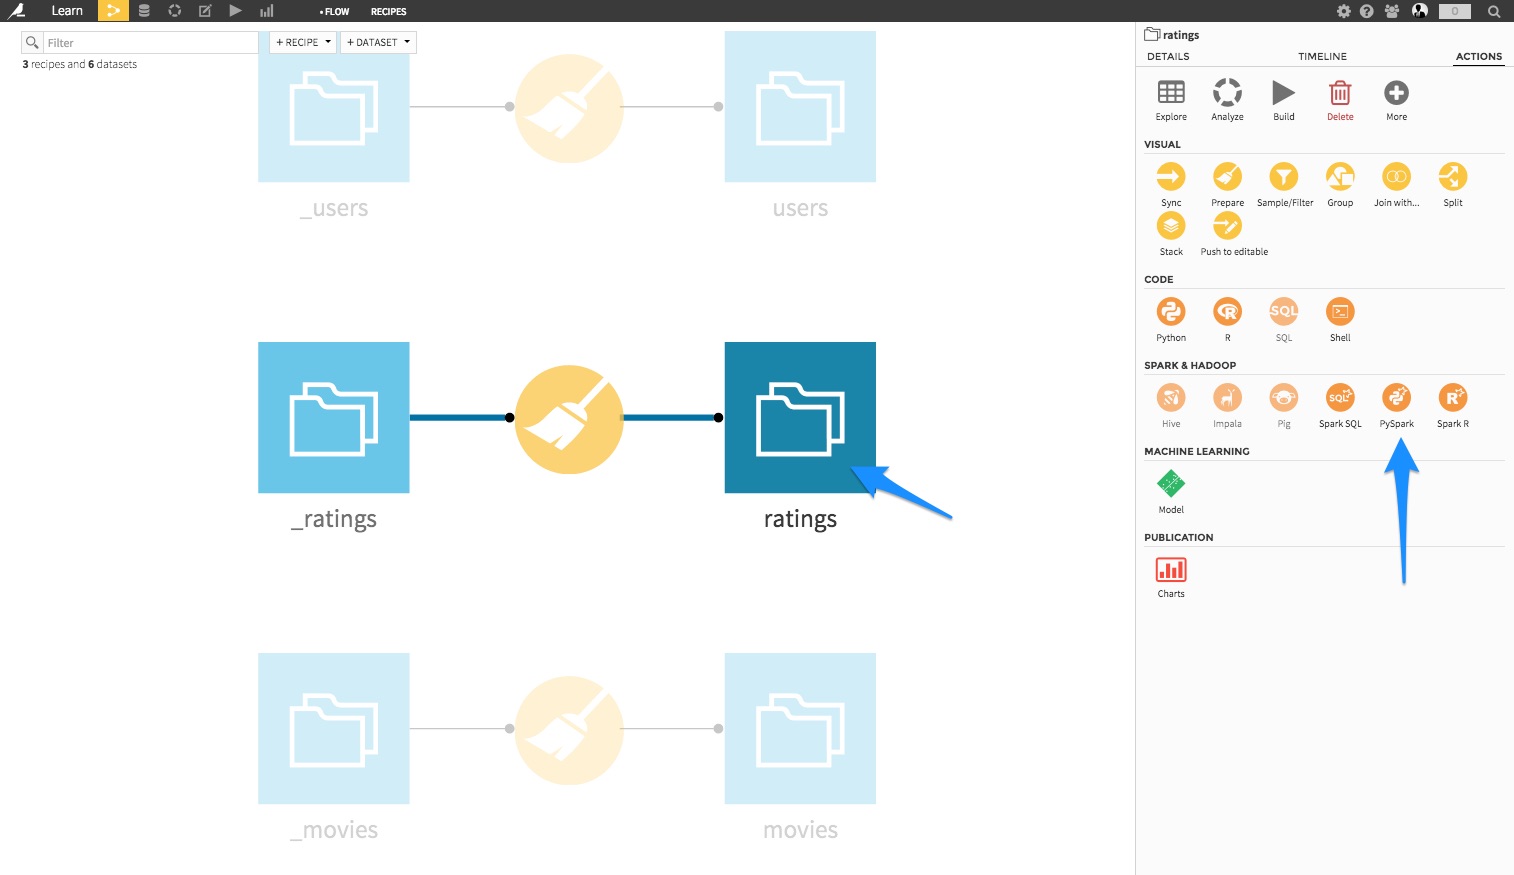 Learn
• FLOW RECIPES
0
Filter
+ RECIPE
+ DATASET
3 recipes and 6 datasets
_users
users
_ratings
ratings
_movies
movies
ratings
DETAILS TIMELINE ACTIONS
Explore Analyze Build Delete More
VISUAL
Sync Prepare Sample/Filter Group Join with... Split
Stack Push to editable
CODE
SQL
Python R SQL Shell
SPARK & HADOOP
SQL R
Hive Impala Pig Spark SQL PySpark Spark R
MACHINE LEARNING
Model
PUBLICATION
Charts